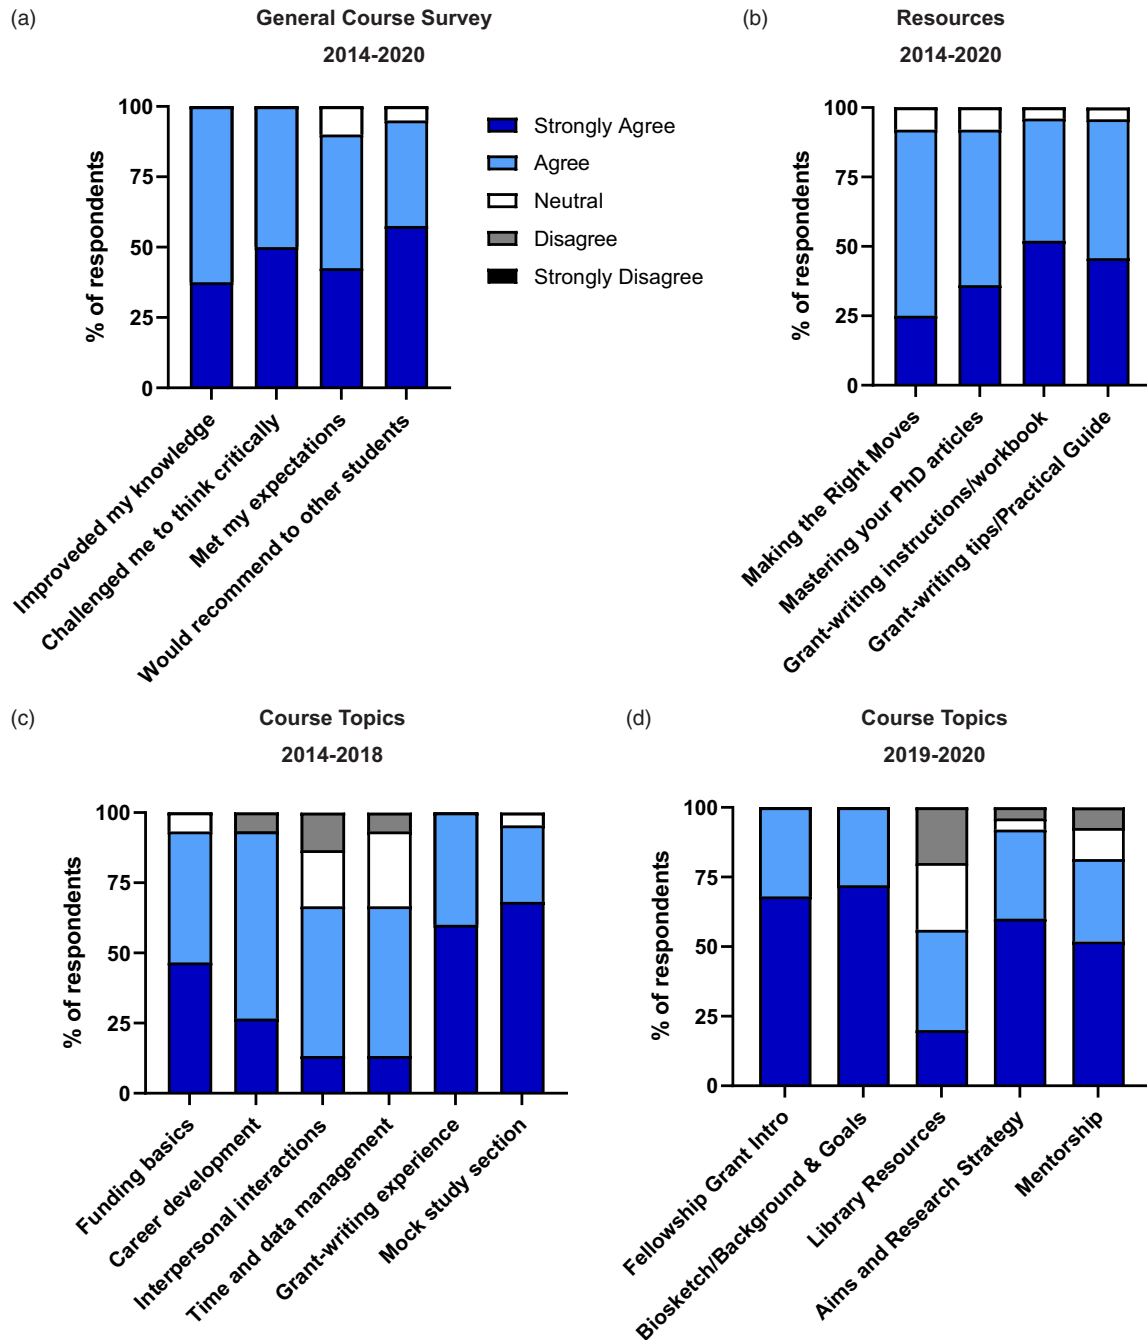 (a)
General Course Survey
2014-2020
% of respondents
100
75
50
25
0
Improveded my knowledge
Challenged me to think critically
Met my expectations
Would recommend to other students
Strongly Agree
Agree
Neutral
Disagree
Strongly Disagree
(b)
Resources
2014-2020
% of respondents
100
75
50
25
0
Making the Right Moves
Mastering your PhD articles
Grant-writing instructions/workbook
Grant-writing tips/Practical Guide
(c)
Course Topics
2014-2018
% of respondents
100
75
50
25
0
Funding basics
Career development
Interpersonal interactions
Time and data management
Grant-writing experience
Mock study section
(d)
Course Topics
2019-2020
% of respondents
100
75
50
25
0
Fellowship Grant Intro
Biosketch/Background & Goals
Library Resources
Aims and Research Strategy
Mentorship